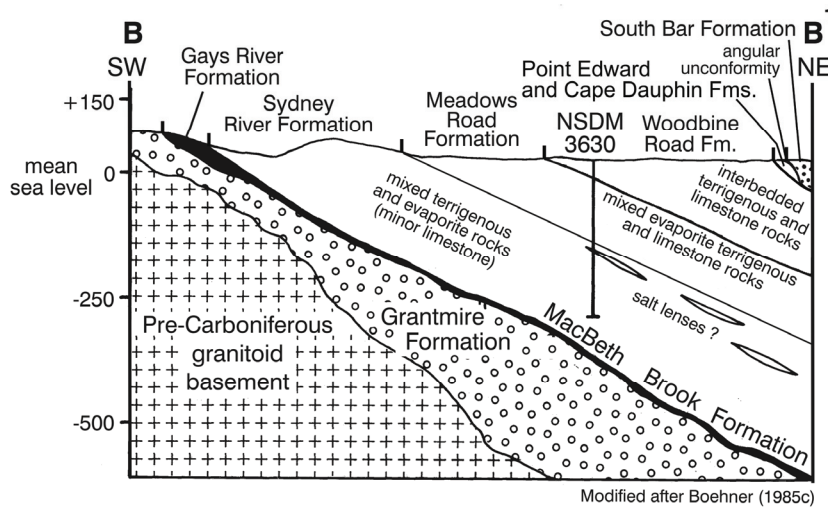 B
SW
Gays River
Formation
Sydney
River Formation
Meadows
Road
Formation
Point Edward
and Cape Dauphin Fms.
NSDM
3630
Woodbine
Road Fm.
South Bar Formation
angular
unconformity
B
NE
+150
mean
sea level
0
-250
-500
mixed terrigenous
and evaporite rocks
(minor limestone)
interbedded
terrigenous and
limestone rocks
mixed evaporite terrigenous
and limestone rocks
salt lenses ?
Pre-Carboniferous
granitoid
basement
Grantmire
Formation
MacBeth Brook Formation
Modified after Boehner (1985c)